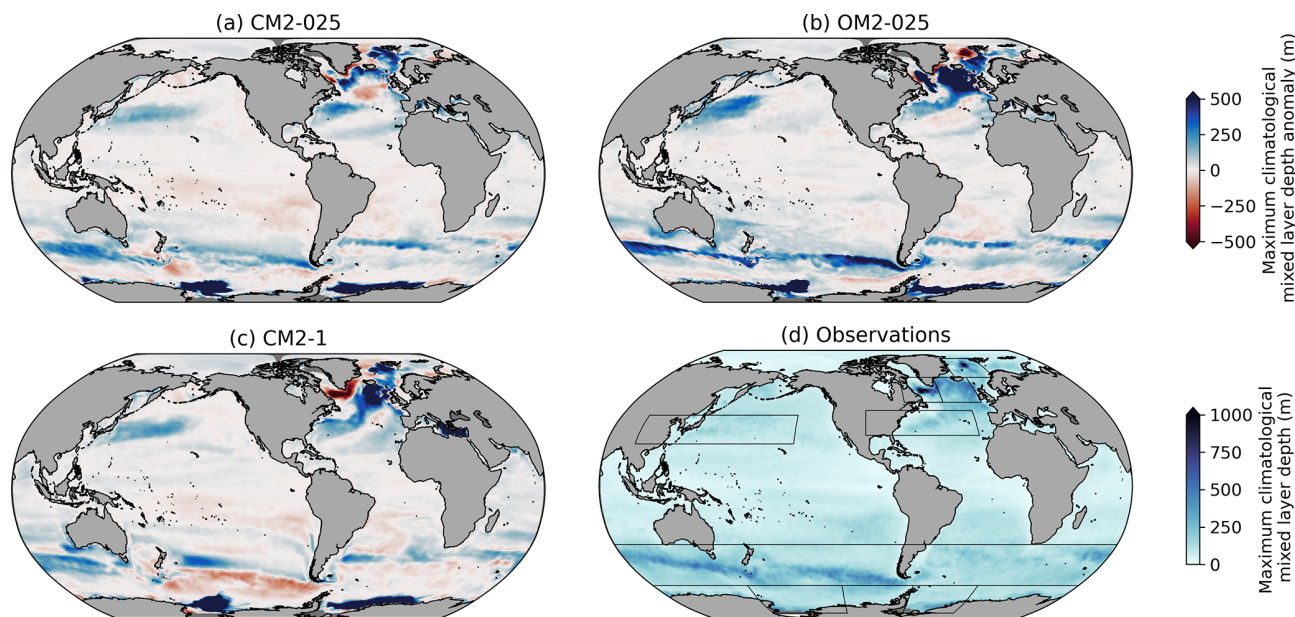 (a) CM2-025
(b) OM2-025
500
250
0
−250
−500
Maximum climatological
mixed layer depth anomaly (m)
(c) CM2-1
(d) Observations
1000
750
500
250
0
Maximum climatological
mixed layer depth (m)